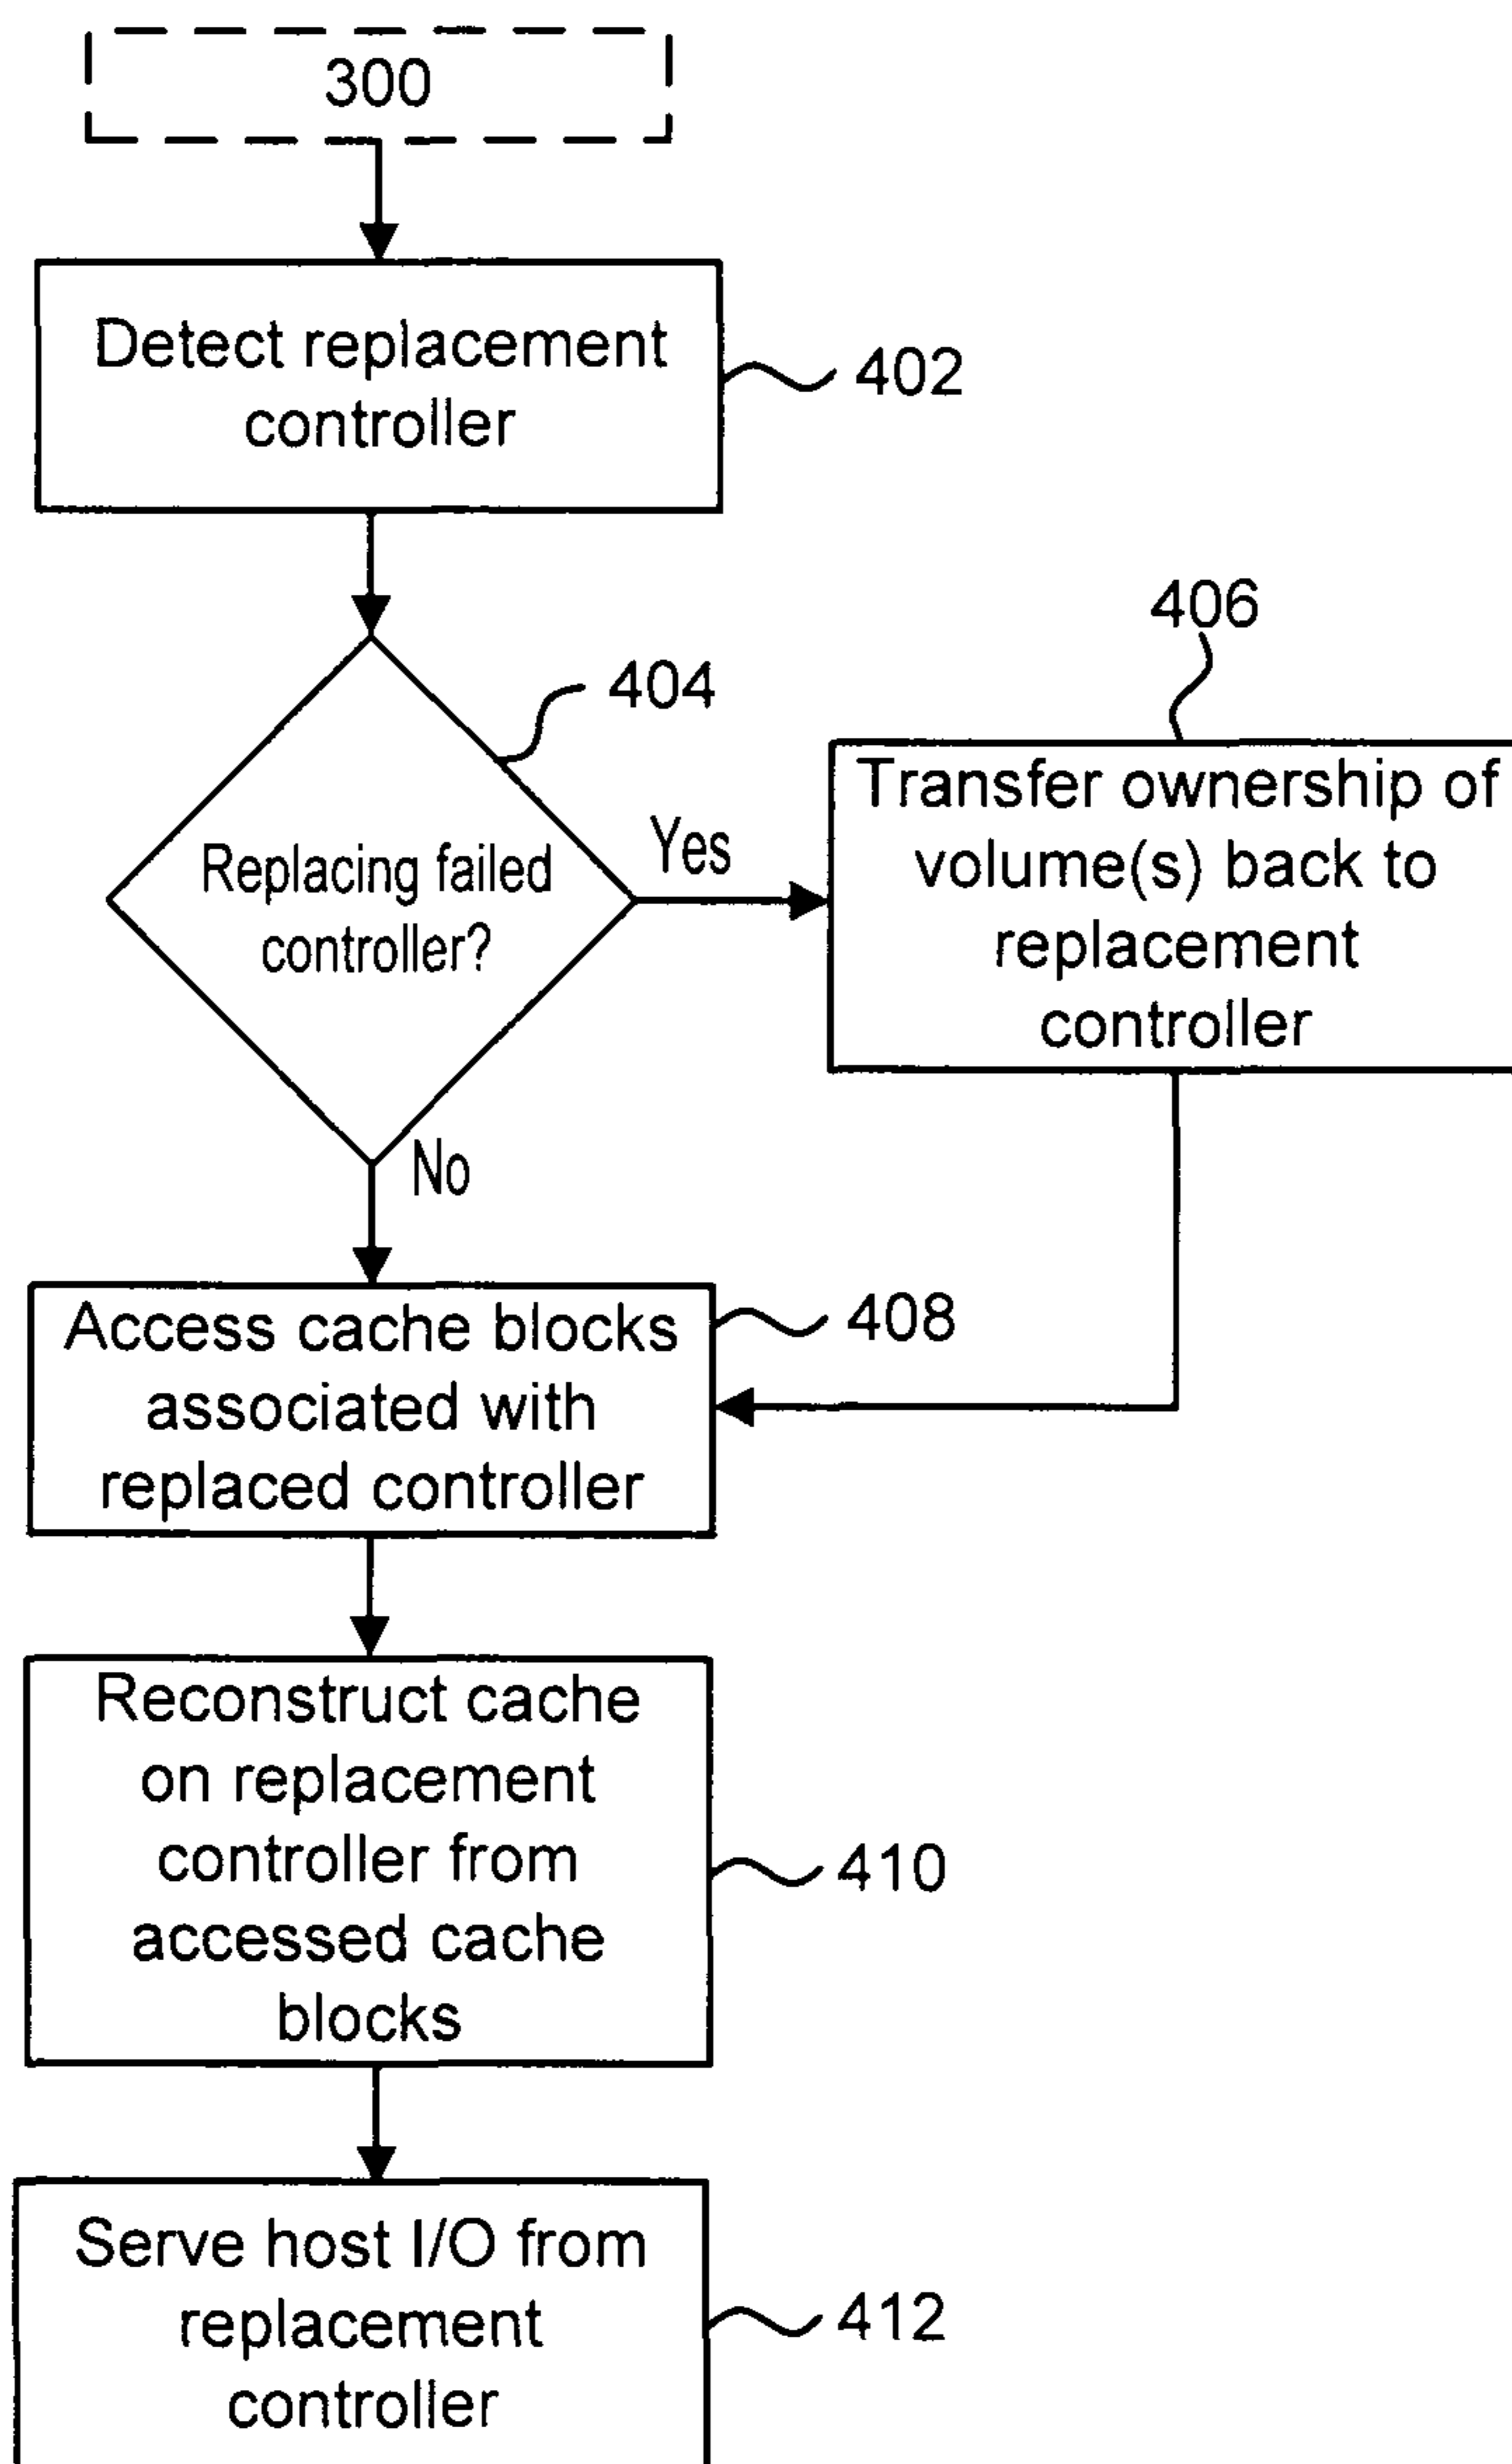 300
Detect replacement
controller
402
404
Replacing failed
controller?
Yes
406
Transfer ownership of
volume(s) back to
replacement
controller
No
Access cache blocks
associated with
replaced controller
408
Reconstruct cache
on replacement
controller from
accessed cache
blocks
410
Serve host I/O from
replacement
controller
412